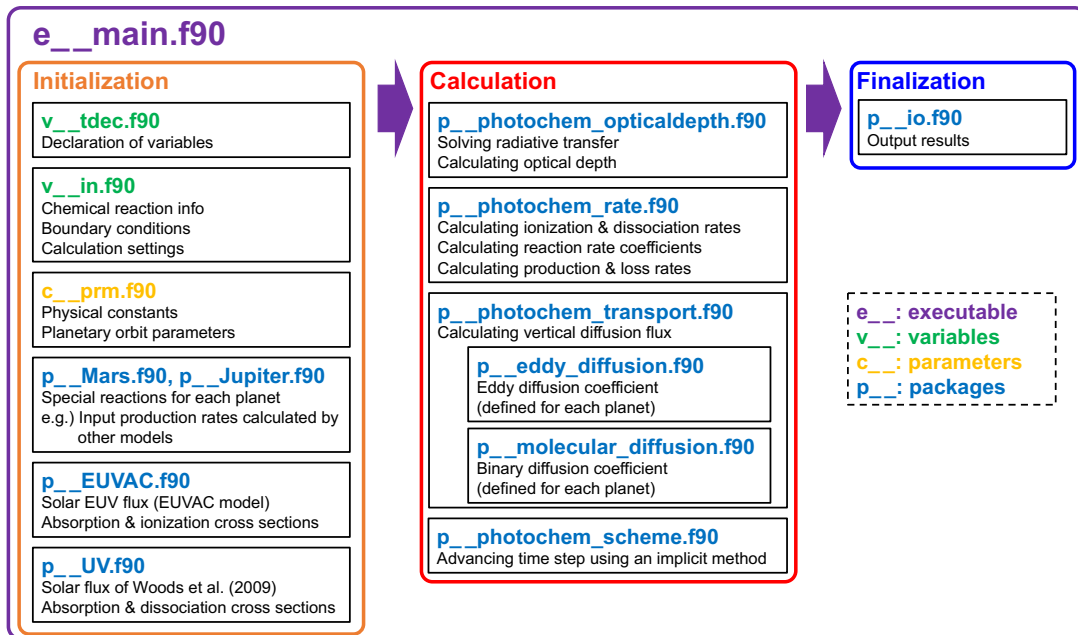 e__main.f90
Initialization
v__tdec.f90
Declaration of variables
v__in.f90
Chemical reaction info
Boundary conditions
Calculation settings
c__prm.f90
Physical constants
Planetary orbit parameters
p__Mars.f90, p__Jupiter.f90
Special reactions for each planet
e.g.) Input production rates calculated by
other models
p__EUVAC.f90
Solar EUV flux (EUVAC model)
Absorption & ionization cross sections
p__UV.f90
Solar flux of Woods et al. (2009)
Absorption & dissociation cross sections
Calculation
p__photochem_opticaldepth.f90
Solving radiative transfer
Calculating optical depth
p__photochem_rate.f90
Calculating ionization & dissociation rates
Calculating reaction rate coefficients
Calculating production & loss rates
p__photochem_transport.f90
Calculating vertical diffusion flux
p__eddy_diffusion.f90
Eddy diffusion coefficient
(defined for each planet)
p__molecular_diffusion.f90
Binary diffusion coefficient
(defined for each planet)
p__photochem_scheme.f90
Advancing time step using an implicit method
Finalization
p__io.f90
Output results
e__: executable
v__: variables
c__: parameters
p__: packages